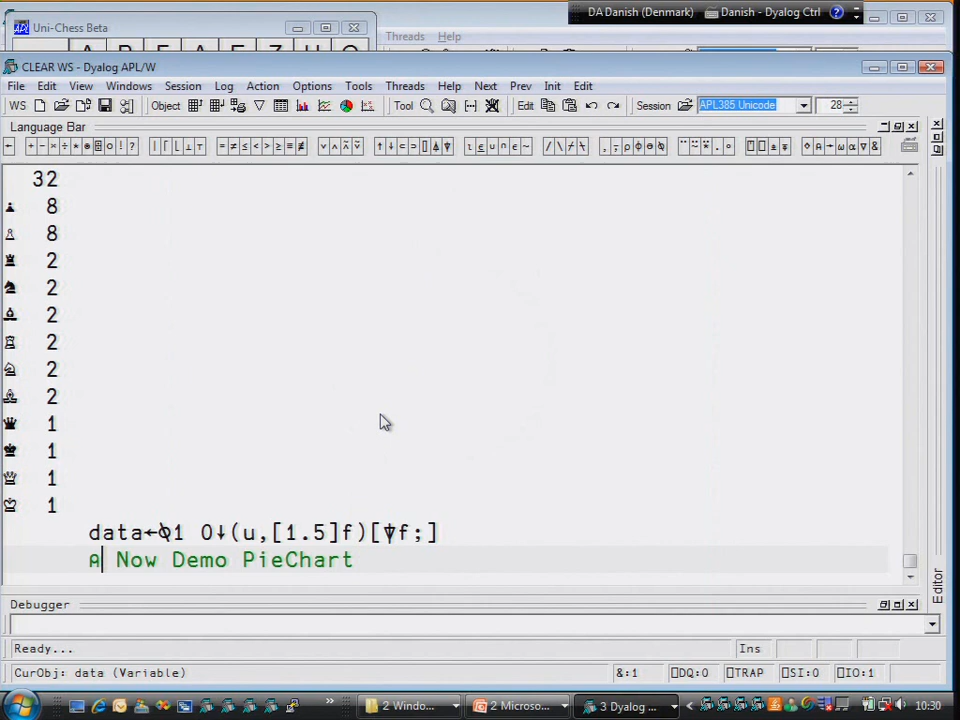 DA Danish (Denmark) Danish - Dyalog Ctrl
Uni-Chess Beta
Threads Help
CLEAR WS - Dyalog APL/W
File Edit View Windows Session Log Action Options Tools Threads Help Next Prev Init Edit
WS Object Tool Edit Session APL385 Unicode 28
Language Bar
32
♟ 8
♙ 8
♜ 2
♞ 2
♝ 2
♖ 2
♘ 2
♗ 2
♛ 1
♚ 1
♕ 1
♔ 1
data←⍉1 0↓(u,[1.5]f)[⍒f;]
⍝ Now Demo PieChart
Editor
Debugger
Ready... Ins
CurObj: data (Variable) &:1 ⎕DQ:0 ⎕TRAP ⎕SI:0 ⎕IO:1
2 Windo... 2 Microso... 3 Dyalog ... 10:30